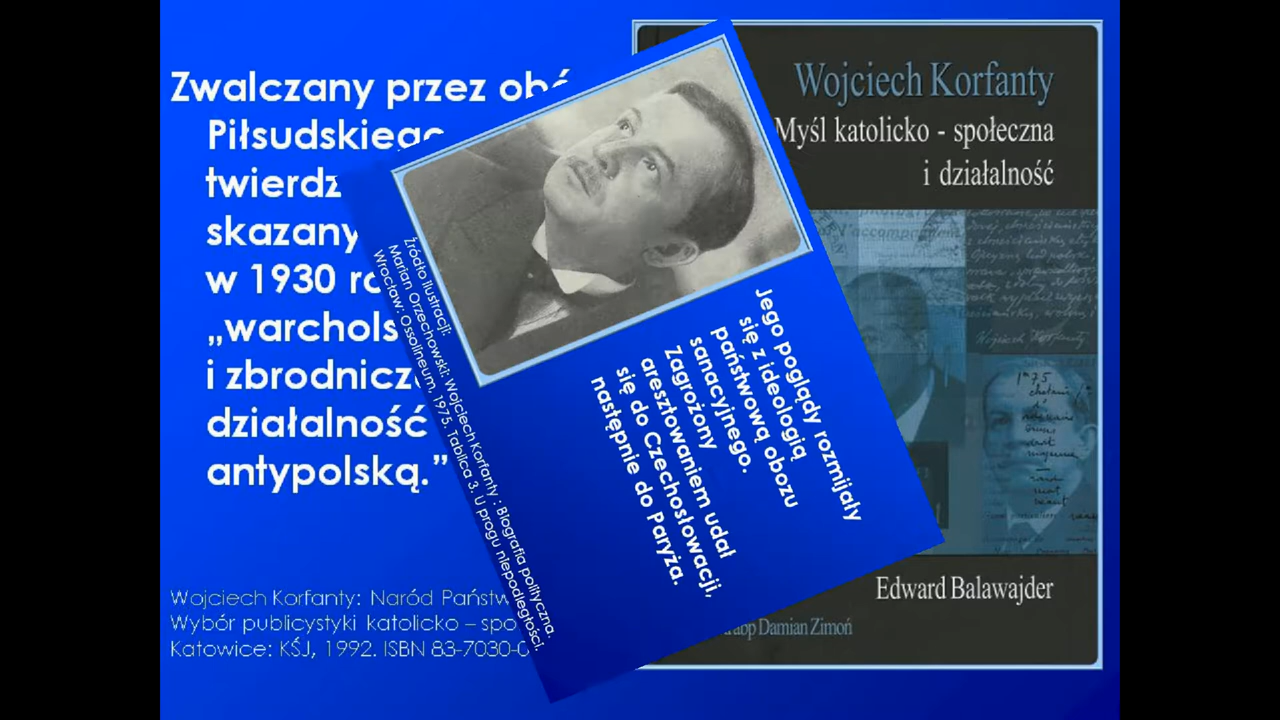 Zwalczany przez obó
Piłsudskiego
twierdz
skazany
w 1930 ro
„warchols
i zbrodnicz
działalność
antypolską.”
Wojciech Korfanty: Naród Państw
Wybór publicystyki katolicko – spo
Katowice: KŚJ, 1992. ISBN 83-7030-0
Źródło ilustracji:
Marian Orzechowski: Wojciech Korfanty : Biografia polityczna.
Wrocław: Ossolineum, 1975. Tablica 3. U progu niepodległości.
Jego poglądy rozmijały
się z ideologią
państwową obozu
sanacyjnego.
Zagrożony
aresztowaniem udał
się do Czechosłowacji,
następnie do Paryża.
Wojciech Korfanty
Myśl katolicko - społeczna
i działalność
Edward Balawajder
abp Damian Zimoń